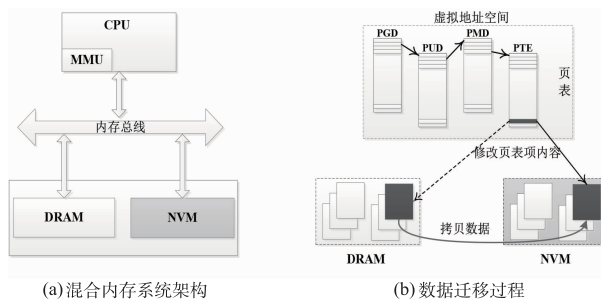 CPU
MMU
内存总线
DRAM
NVM
(a)混合内存系统架构
虚拟地址空间
PGD
PUD
PMD
PTE
页表
修改页表项内容
拷贝数据
DRAM
NVM
(b)数据迁移过程